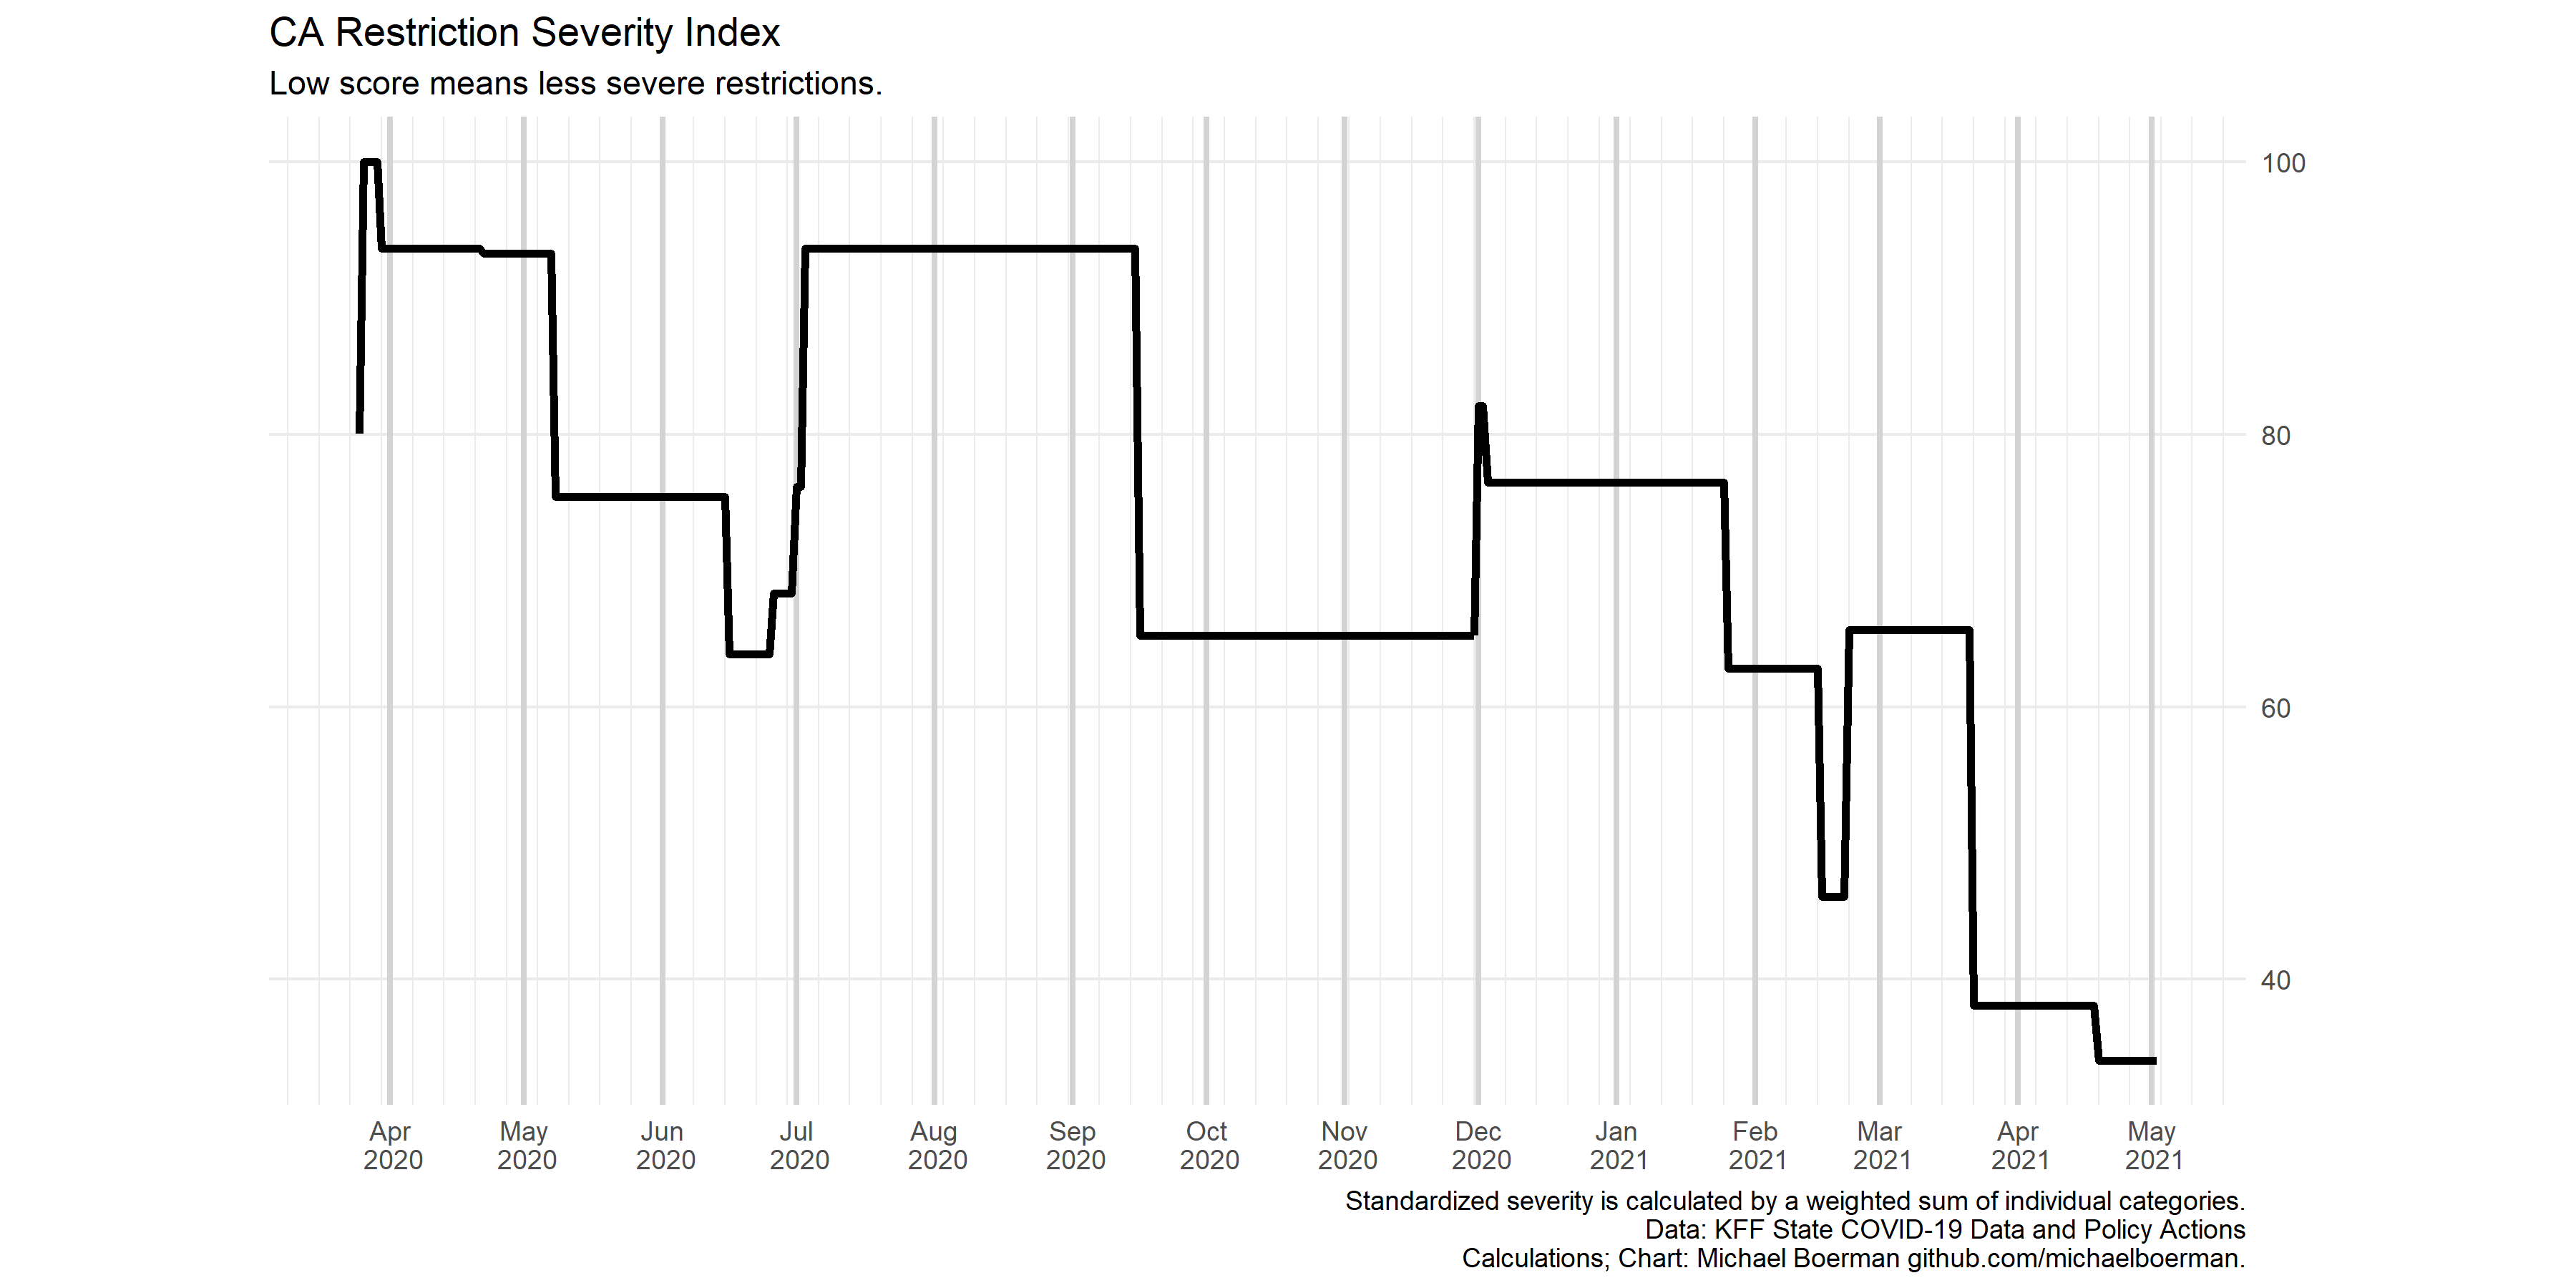 CA Restriction Severity Index
Low score means less severe restrictions.
100
80
60
40
Apr
2020
May
2020
Jun
2020
Jul
2020
Aug
2020
Sep
2020
Oct
2020
Nov
2020
Dec
2020
Jan
2021
Feb
2021
Mar
2021
Apr
2021
May
2021
Standardized severity is calculated by a weighted sum of individual categories.
Data: KFF State COVID-19 Data and Policy Actions
Calculations; Chart: Michael Boerman github.com/michaelboerman.